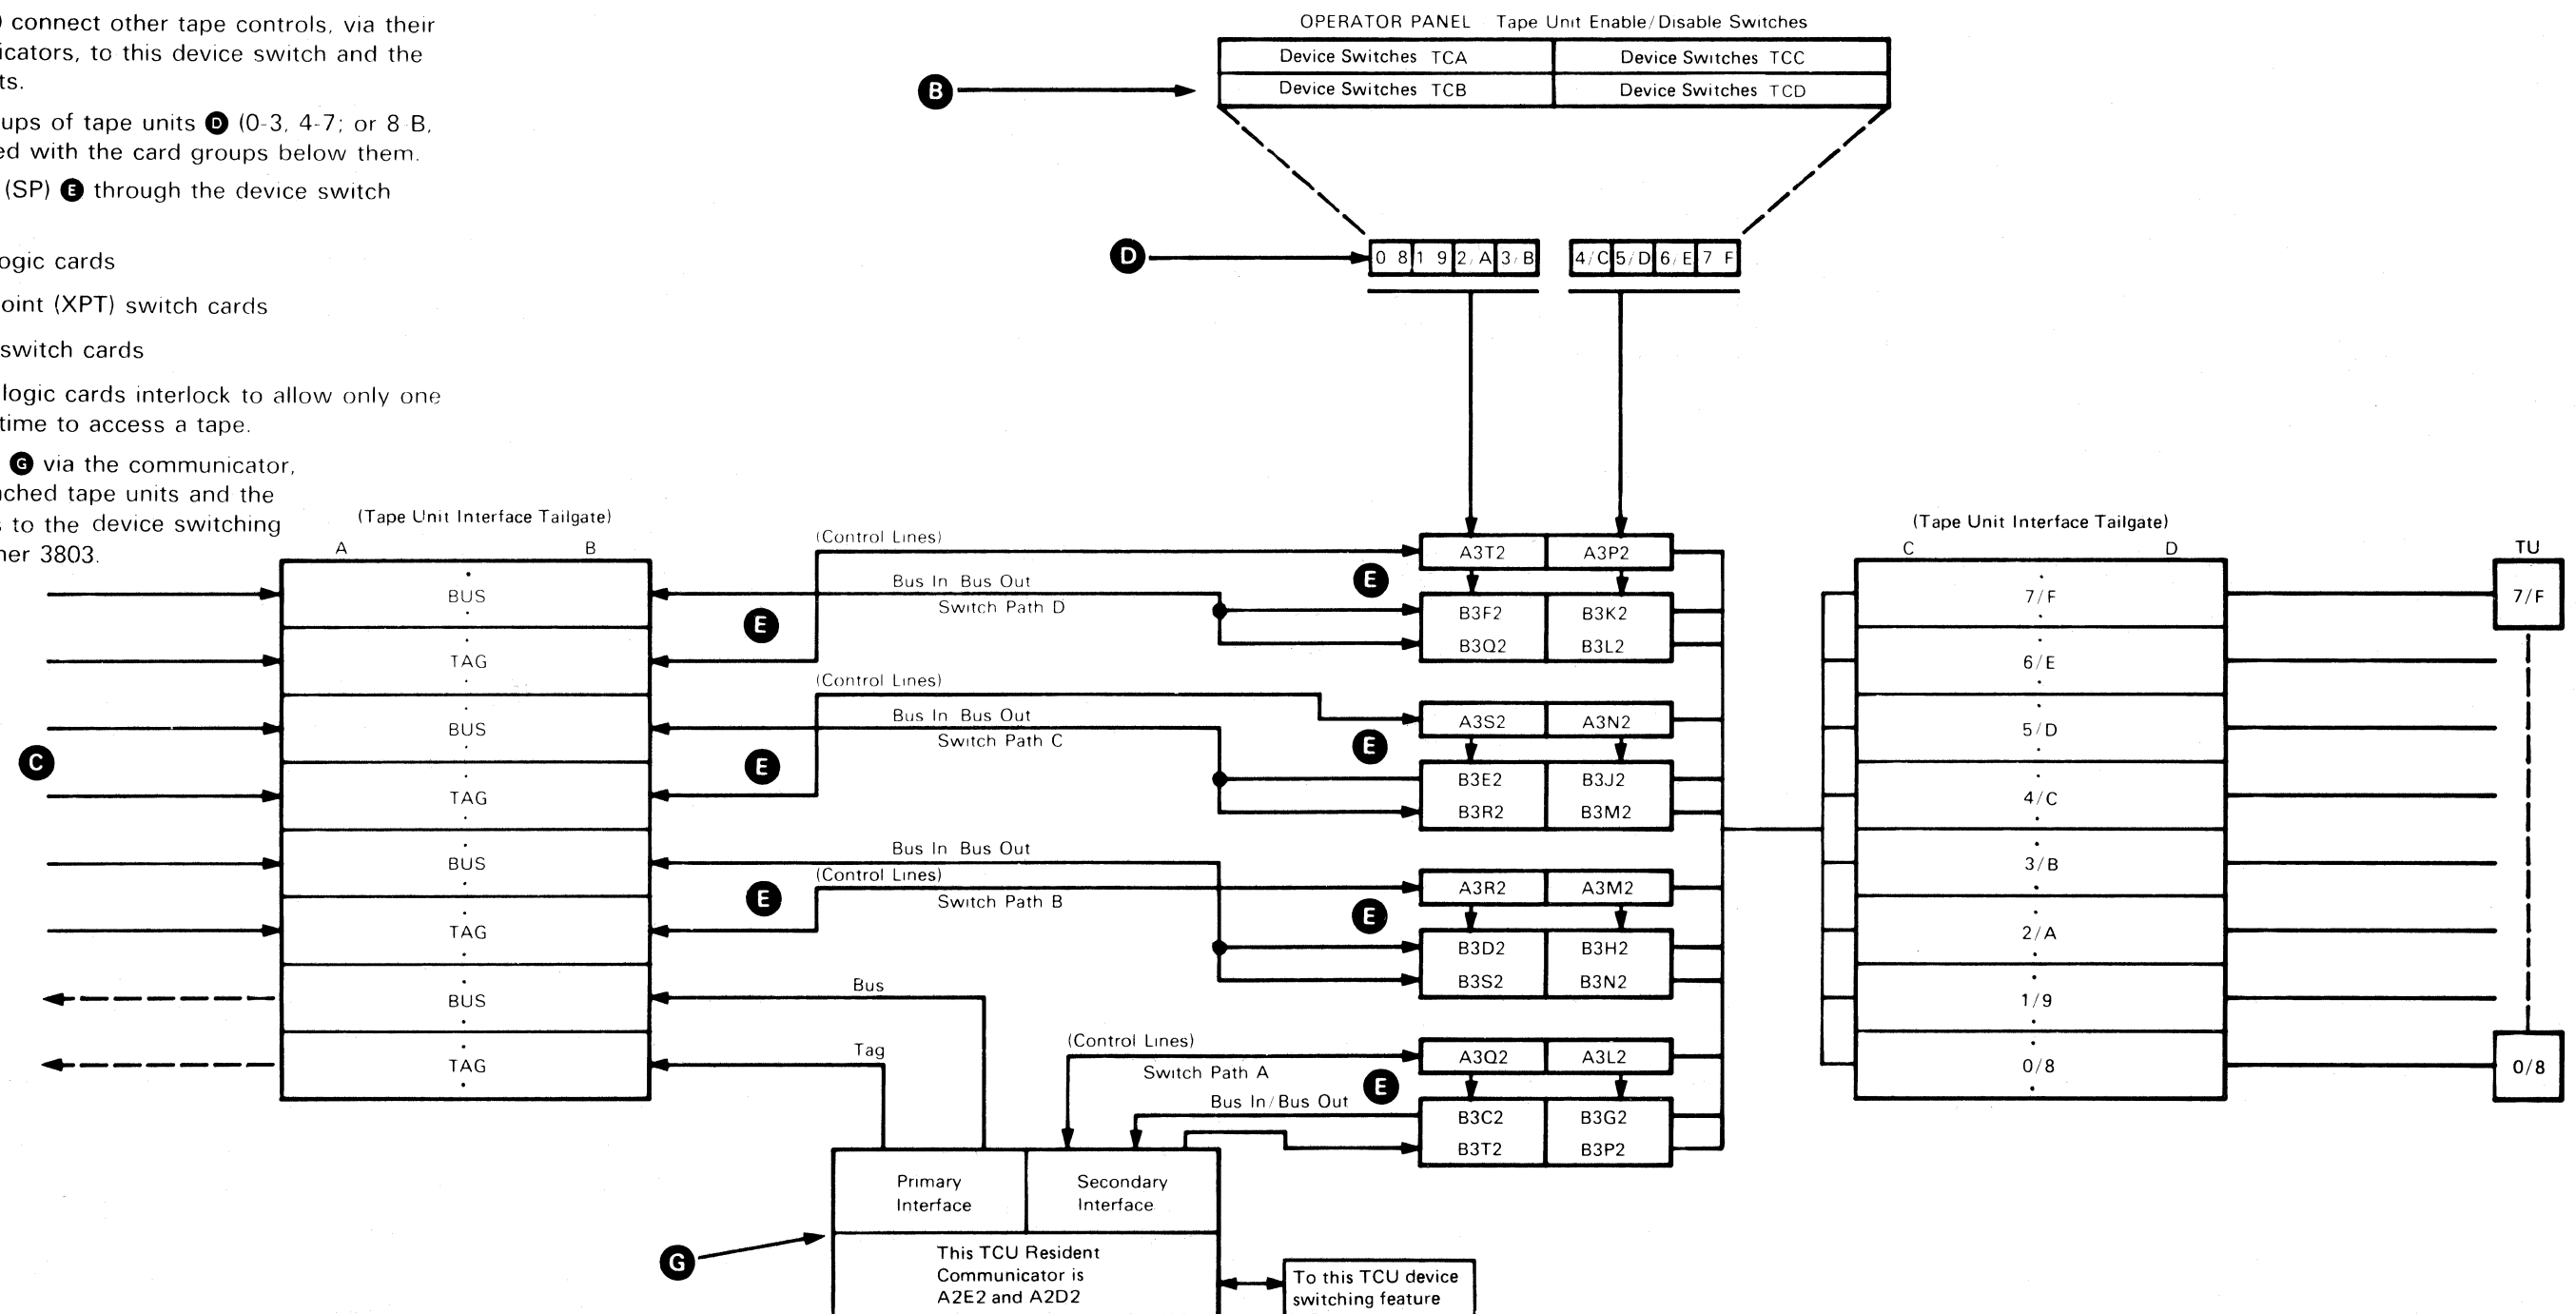 ) connect other tape controls, via their
icators, to this device switch and the
ts.
ups of tape units D (0-3, 4-7; or 8 B,
ed with the card groups below them.
(SP) E through the device switch
ogic cards
oint (XPT) switch cards
switch cards
logic cards interlock to allow only one
time to access a tape.
G via the communicator,
ched tape units and the
s to the device switching
ner 3803.
OPERATOR PANEL Tape Unit Enable/Disable Switches
Device Switches TCA
Device Switches TCC
B
Device Switches TCB
Device Switches TCD
D
0 8 1 9 2/A 3/B
4/C 5/D 6/E 7 F
(Tape Unit Interface Tailgate)
A B
BUS
TAG
BUS
C
TAG
BUS
TAG
BUS
TAG
(Control Lines)
Bus In Bus Out
Switch Path D
E
E
A3T2 A3P2
B3F2 B3K2
B3Q2 B3L2
(Control Lines)
Bus In Bus Out
Switch Path C
E
E
A3S2 A3N2
B3E2 B3J2
B3R2 B3M2
Bus In Bus Out
(Control Lines)
Switch Path B
E
E
A3R2 A3M2
B3D2 B3H2
B3S2 B3N2
Bus
Tag
(Control Lines)
Switch Path A
E
Bus In/Bus Out
A3Q2 A3L2
B3C2 B3G2
B3T2 B3P2
(Tape Unit Interface Tailgate)
C D
TU
7/F
6/E
5/D
4/C
3/B
2/A
1/9
0/8
7/F
0/8
Primary
Interface
Secondary
Interface
G
This TCU Resident
Communicator is
A2E2 and A2D2
To this TCU device
switching feature